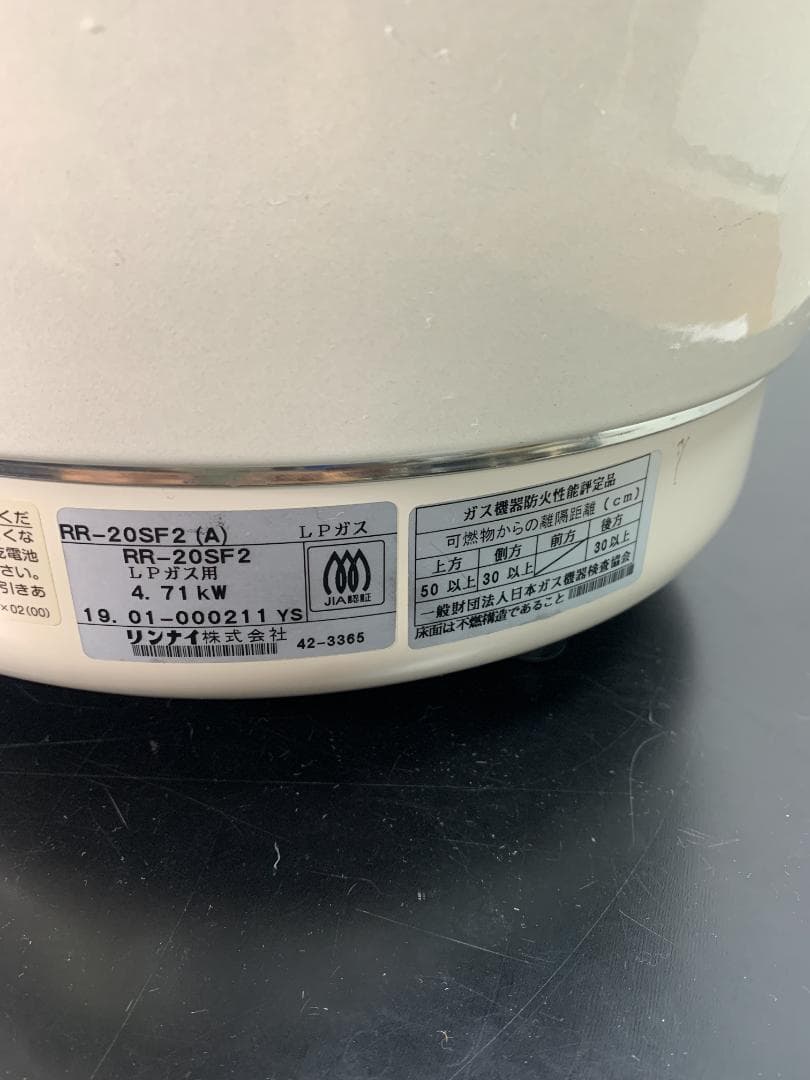 くだ
くな
乾電池
さい。
引きあ
×02(00)
RR-20SF2(A) LPガス
RR-20SF2
LPガス用
4.71kW
JIA認証
19.01-000211 YS
リンナイ株式会社 42-3365
ガス機器防火性能評定品
可燃物からの離隔距離(cm)
上方 側方 前方 後方
50以上 30以上 30以上
一般財団法人日本ガス機器検査協会
床面は不燃構造であること